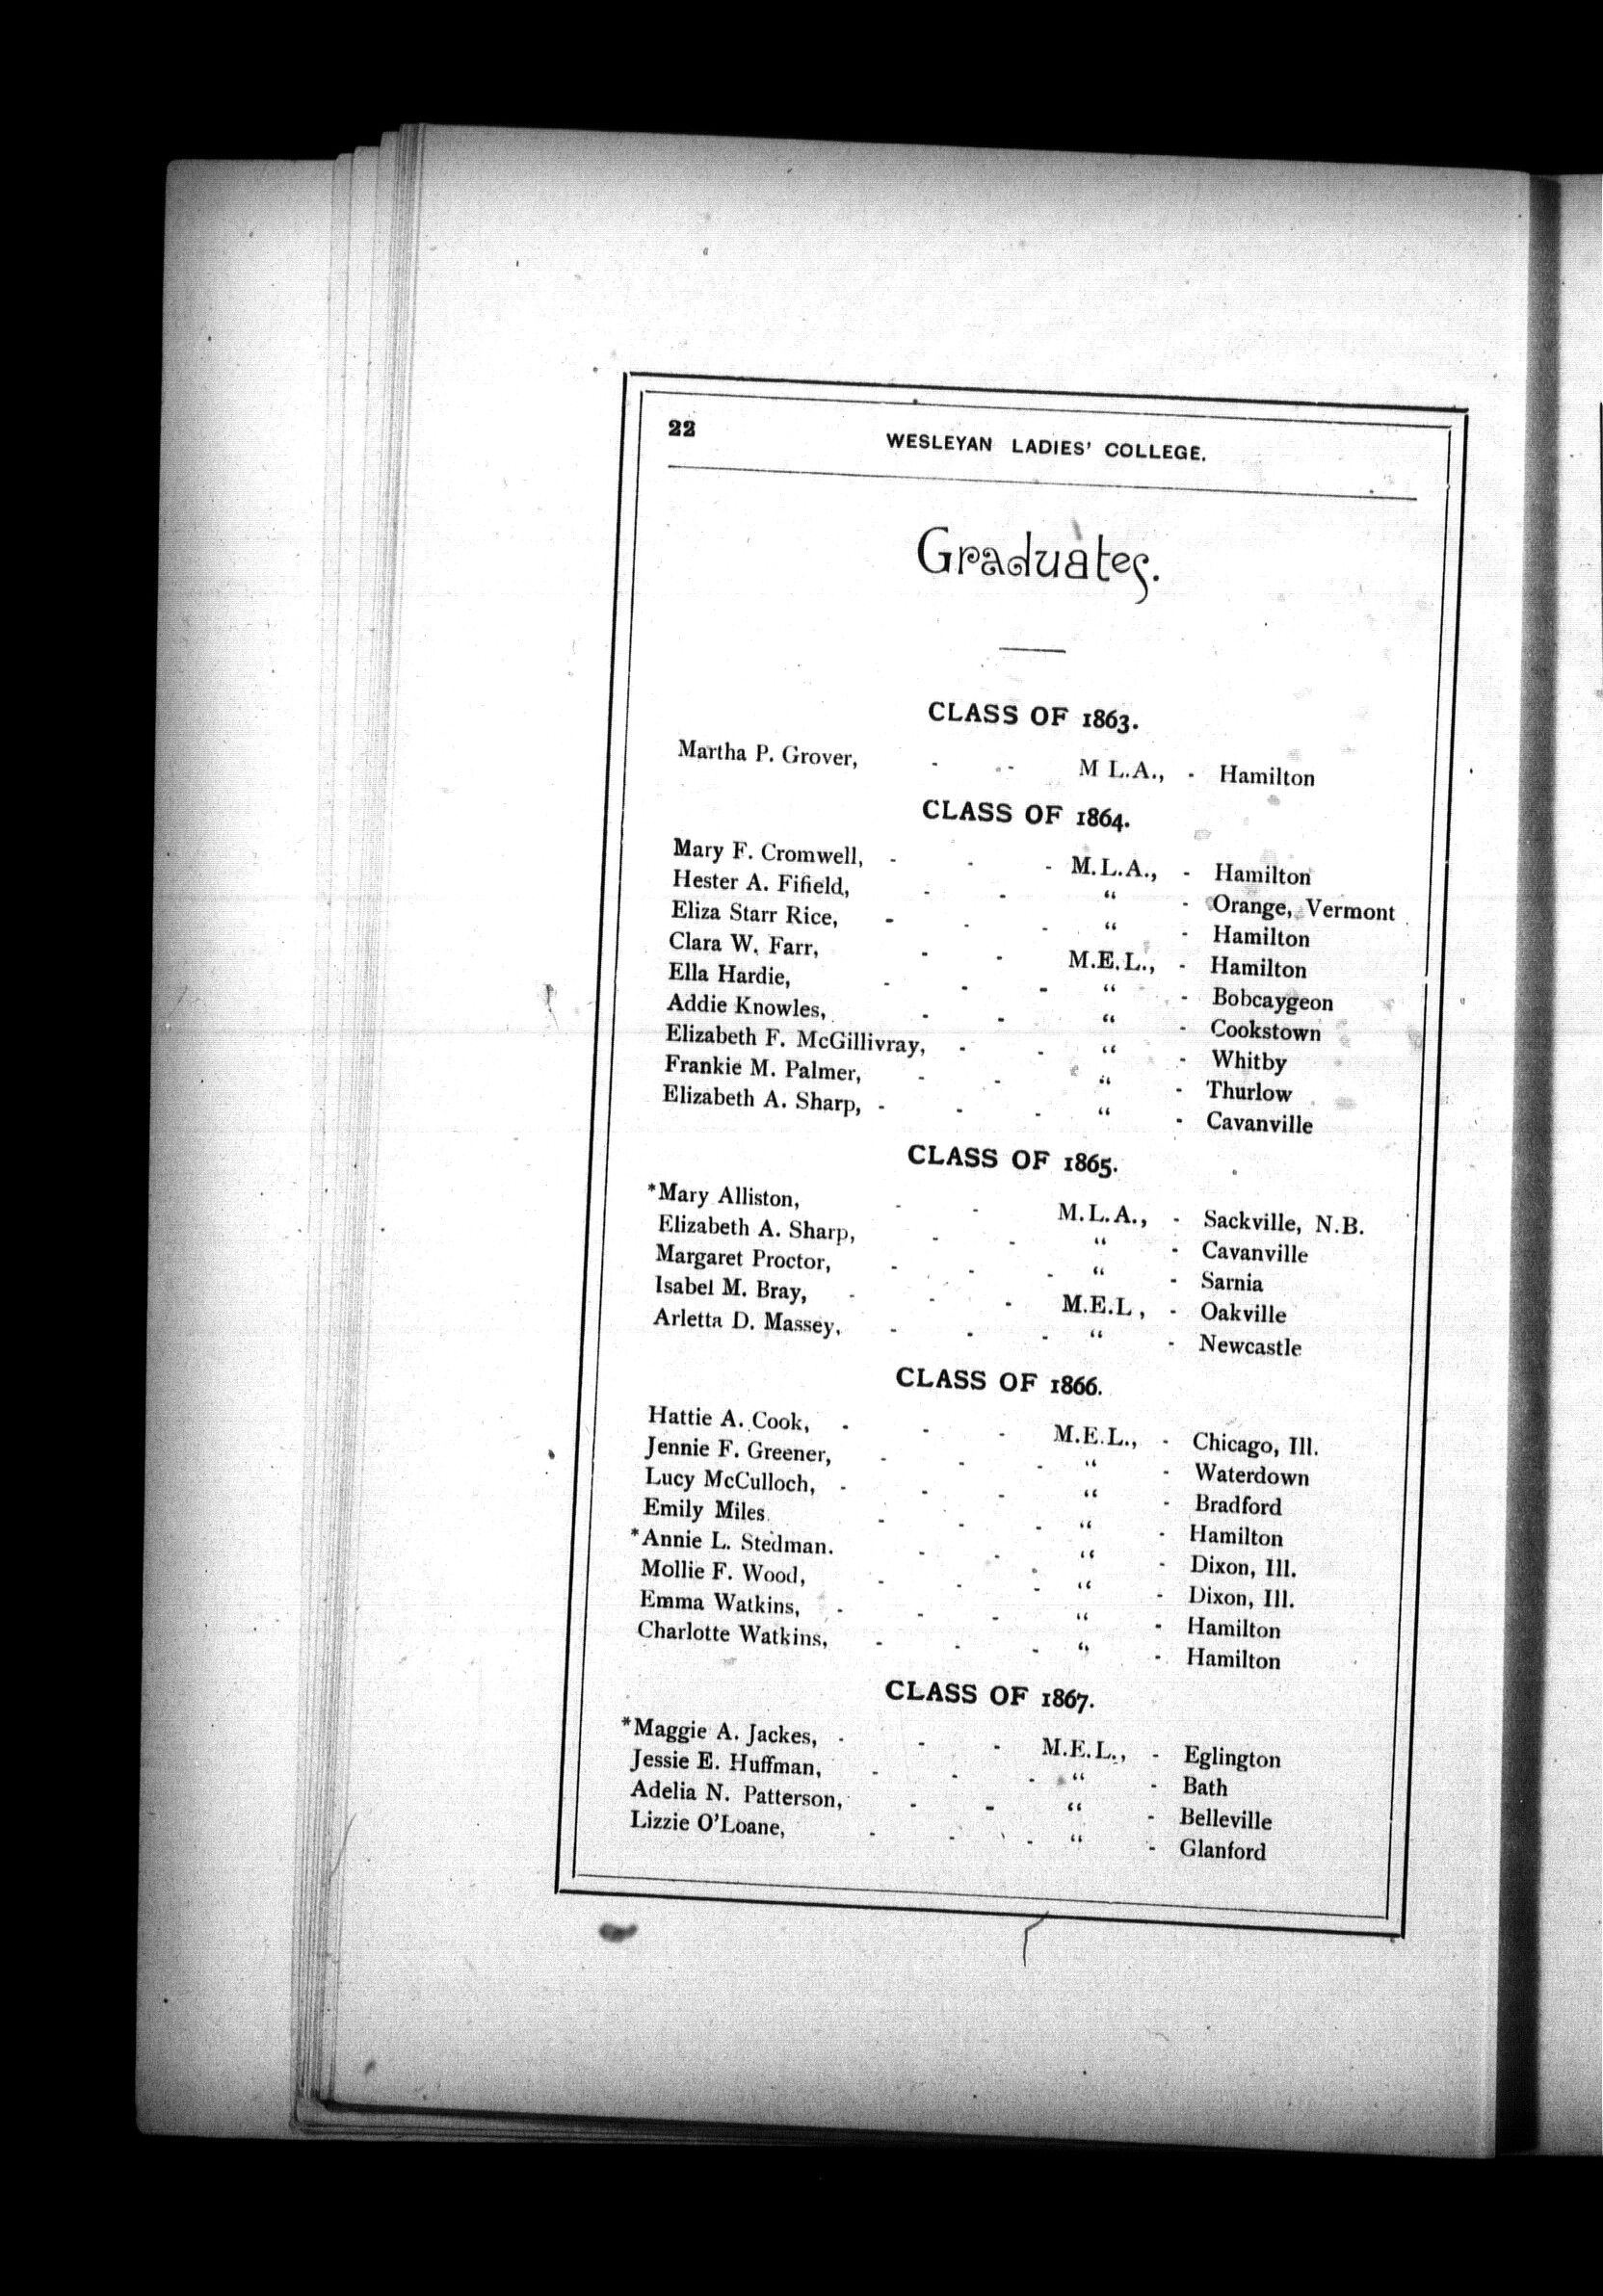 22 WESLEYAN LADIES' COLLEGE.
Graduates.
CLASS OF 1863.
Martha P. Grover, - - M L.A., - Hamilton
CLASS OF 1864.
Mary F. Cromwell, - - - M.L.A., - Hamilton
Hester A. Fifield, - - “ - Orange, Vermont
Eliza Starr Rice, - - - “ - Hamilton
Clara W. Farr, - - M.E.L., - Hamilton
Ella Hardie, - - - “ - Bobcaygeon
Addie Knowles, - - “ - Cookstown
Elizabeth F. McGillivray, - - “ - Whitby
Frankie M. Palmer, - - “ - Thurlow
Elizabeth A. Sharp, - - - “ - Cavanville
CLASS OF 1865.
*Mary Alliston, - - M.L.A., - Sackville, N.B.
Elizabeth A. Sharp, - - “ - Cavanville
Margaret Proctor, - - - “ - Sarnia
Isabel M. Bray, - - - M.E.L , - Oakville
Arletta D. Massey, - - - “ - Newcastle
CLASS OF 1866.
Hattie A. Cook, - - - M.E.L., - Chicago, Ill.
Jennie F. Greener, - - - “ - Waterdown
Lucy McCulloch, - - - “ - Bradford
Emily Miles - - - “ - Hamilton
*Annie L. Stedman. - - “ - Dixon, Ill.
Mollie F. Wood, - - - “ - Dixon, Ill.
Emma Watkins, - - - “ - Hamilton
Charlotte Watkins, - - - “ - Hamilton
CLASS OF 1867.
*Maggie A. Jackes, - - - M.E.L., - Eglington
Jessie E. Huffman, - - - “ - Bath
Adelia N. Patterson, - - “ - Belleville
Lizzie O'Loane, - - - “ - Glanford